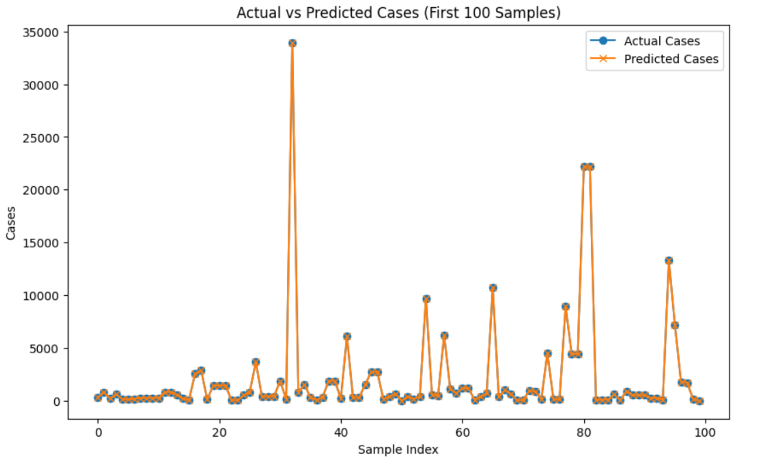 Actual vs Predicted Cases (First 100 Samples)
Actual Cases
Predicted Cases
35000
30000
25000
20000
15000
10000
5000
0
Cases
0 20 40 60 80 100
Sample Index